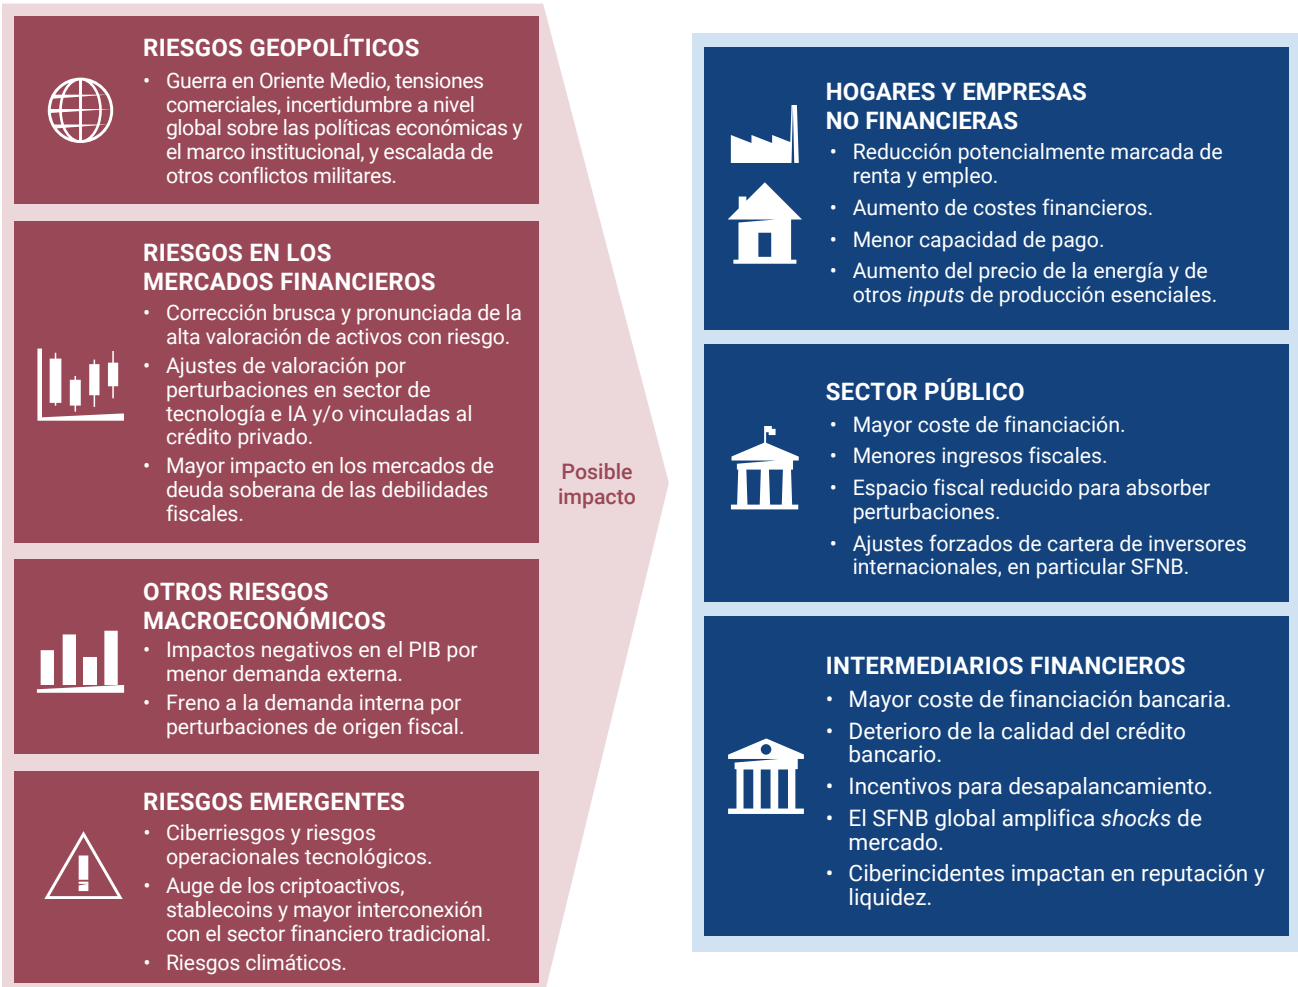 RIESGOS GEOPOLÍTICOS
• Guerra en Oriente Medio, tensiones
comerciales, incertidumbre a nivel
global sobre las políticas económicas y
el marco institucional, y escalada de
otros conflictos militares.
RIESGOS EN LOS
MERCADOS FINANCIEROS
• Corrección brusca y pronunciada de la
alta valoración de activos con riesgo.
• Ajustes de valoración por
perturbaciones en sector de
tecnología e IA y/o vinculadas al
crédito privado.
• Mayor impacto en los mercados de
deuda soberana de las debilidades
fiscales.
OTROS RIESGOS
MACROECONÓMICOS
• Impactos negativos en el PIB por
menor demanda externa.
• Freno a la demanda interna por
perturbaciones de origen fiscal.
RIESGOS EMERGENTES
• Ciberriesgos y riesgos
operacionales tecnológicos.
• Auge de los criptoactivos,
stablecoins y mayor interconexión
con el sector financiero tradicional.
• Riesgos climáticos.
Posible
impacto
HOGARES Y EMPRESAS
NO FINANCIERAS
• Reducción potencialmente marcada de
renta y empleo.
• Aumento de costes financieros.
• Menor capacidad de pago.
• Aumento del precio de la energía y de
otros inputs de producción esenciales.
SECTOR PÚBLICO
• Mayor coste de financiación.
• Menores ingresos fiscales.
• Espacio fiscal reducido para absorber
perturbaciones.
• Ajustes forzados de cartera de inversores
internacionales, en particular SFNB.
INTERMEDIARIOS FINANCIEROS
• Mayor coste de financiación bancaria.
• Deterioro de la calidad del crédito
bancario.
• Incentivos para desapalancamiento.
• El SFNB global amplifica shocks de
mercado.
• Ciberincidentes impactan en reputación y
liquidez.